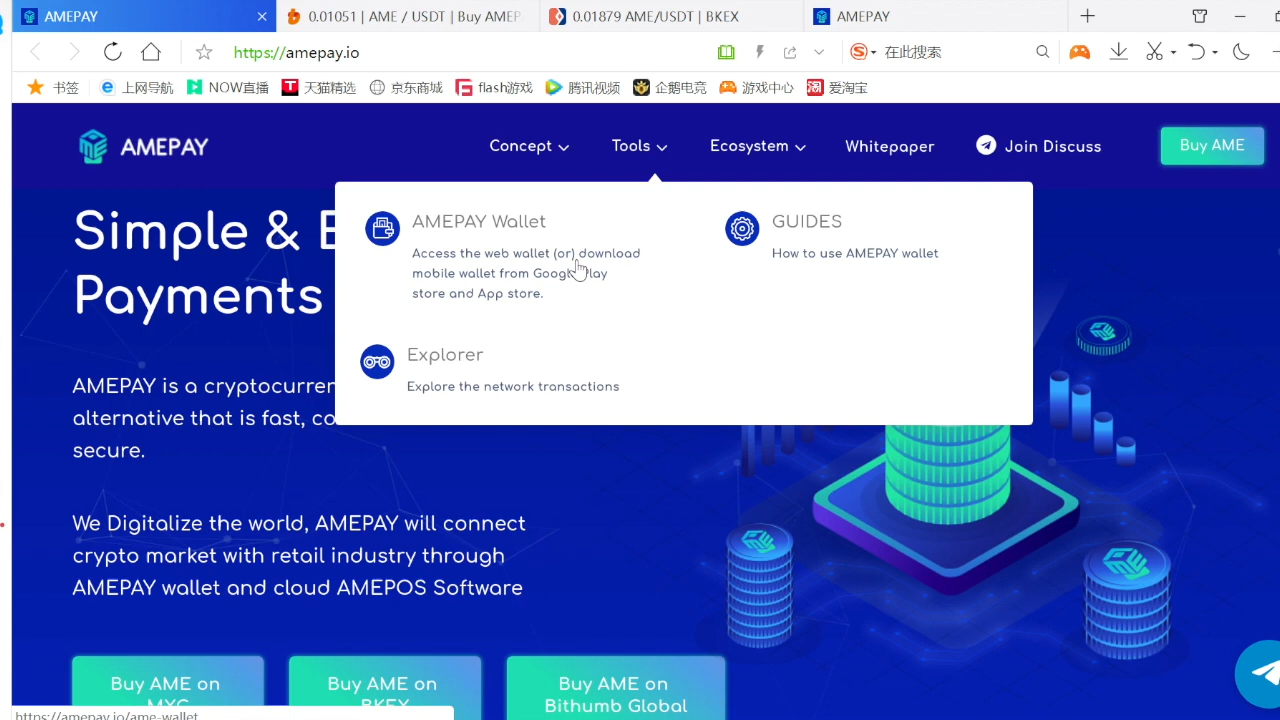 AMEPAY
0.01051 | AME / USDT | Buy AMEP
0.01879 AME/USDT | BKEX
AMEPAY
https://amepay.io
在此搜索
书签
上网导航
NOW直播
天猫精选
京东商城
flash游戏
腾讯视频
企鹅电竞
游戏中心
爱淘宝
AMEPAY
Concept
Tools
Ecosystem
Whitepaper
Join Discuss
Buy AME
Simple &
Payments
AMEPAY Wallet
Access the web wallet (or) download
mobile wallet from Google Play
store and App store.
GUIDES
How to use AMEPAY wallet
Explorer
Explore the network transactions
AMEPAY is a cryptocurren
alternative that is fast, co
secure.
We Digitalize the world, AMEPAY will connect
crypto market with retail industry through
AMEPAY wallet and cloud AMEPOS Software
Buy AME on
MXC
Buy AME on
BKEX
Buy AME on
Bithumb Global
https://amepay.io/ame-wallet